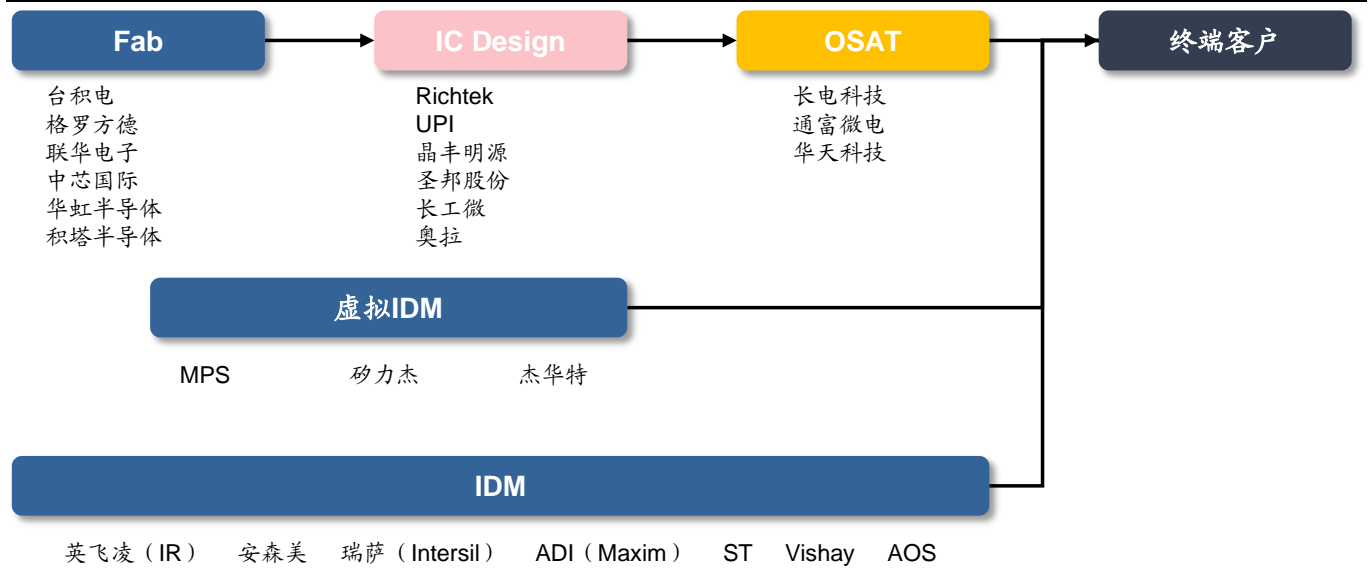 Fab
IC Design
OSAT
终端客户
台积电
格罗方德
联华电子
中芯国际
华虹半导体
积塔半导体
Richtek
UPI
晶丰明源
圣邦股份
长工微
奥拉
长电科技
通富微电
华天科技
虚拟IDM
MPS
矽力杰
杰华特
IDM
英飞凌（IR） 安森美 瑞萨（Intersil） ADI（Maxim） ST Vishay AOS